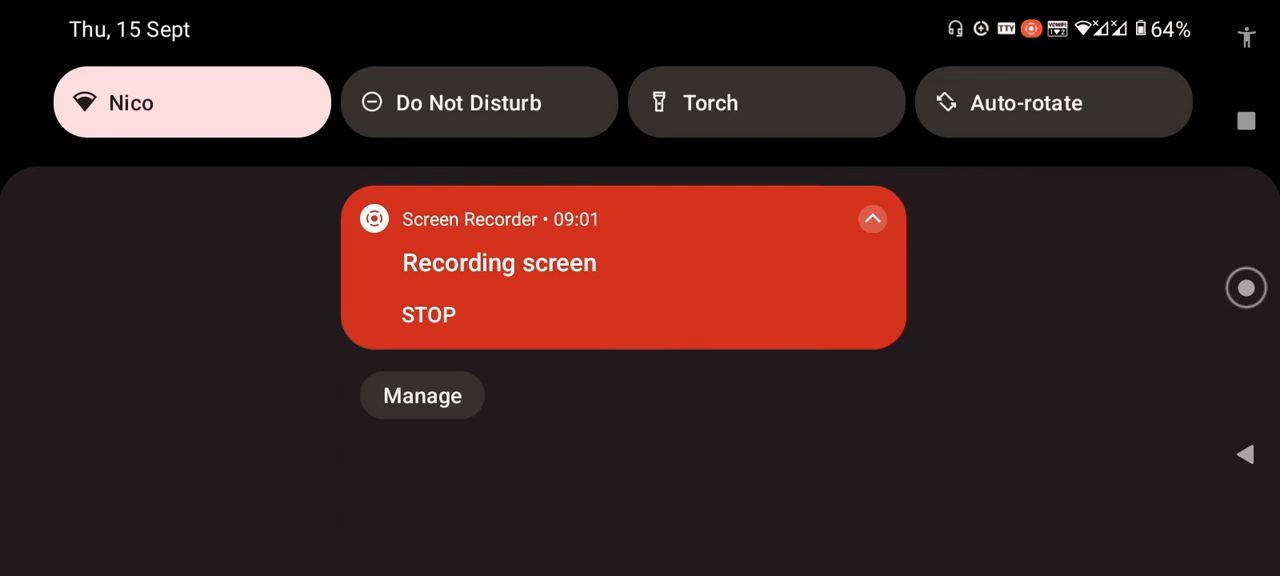 Thu, 15 Sept
TTY
64%
Nico
Do Not Disturb
Torch
Auto-rotate
Screen Recorder • 09:01
Recording screen
STOP
Manage